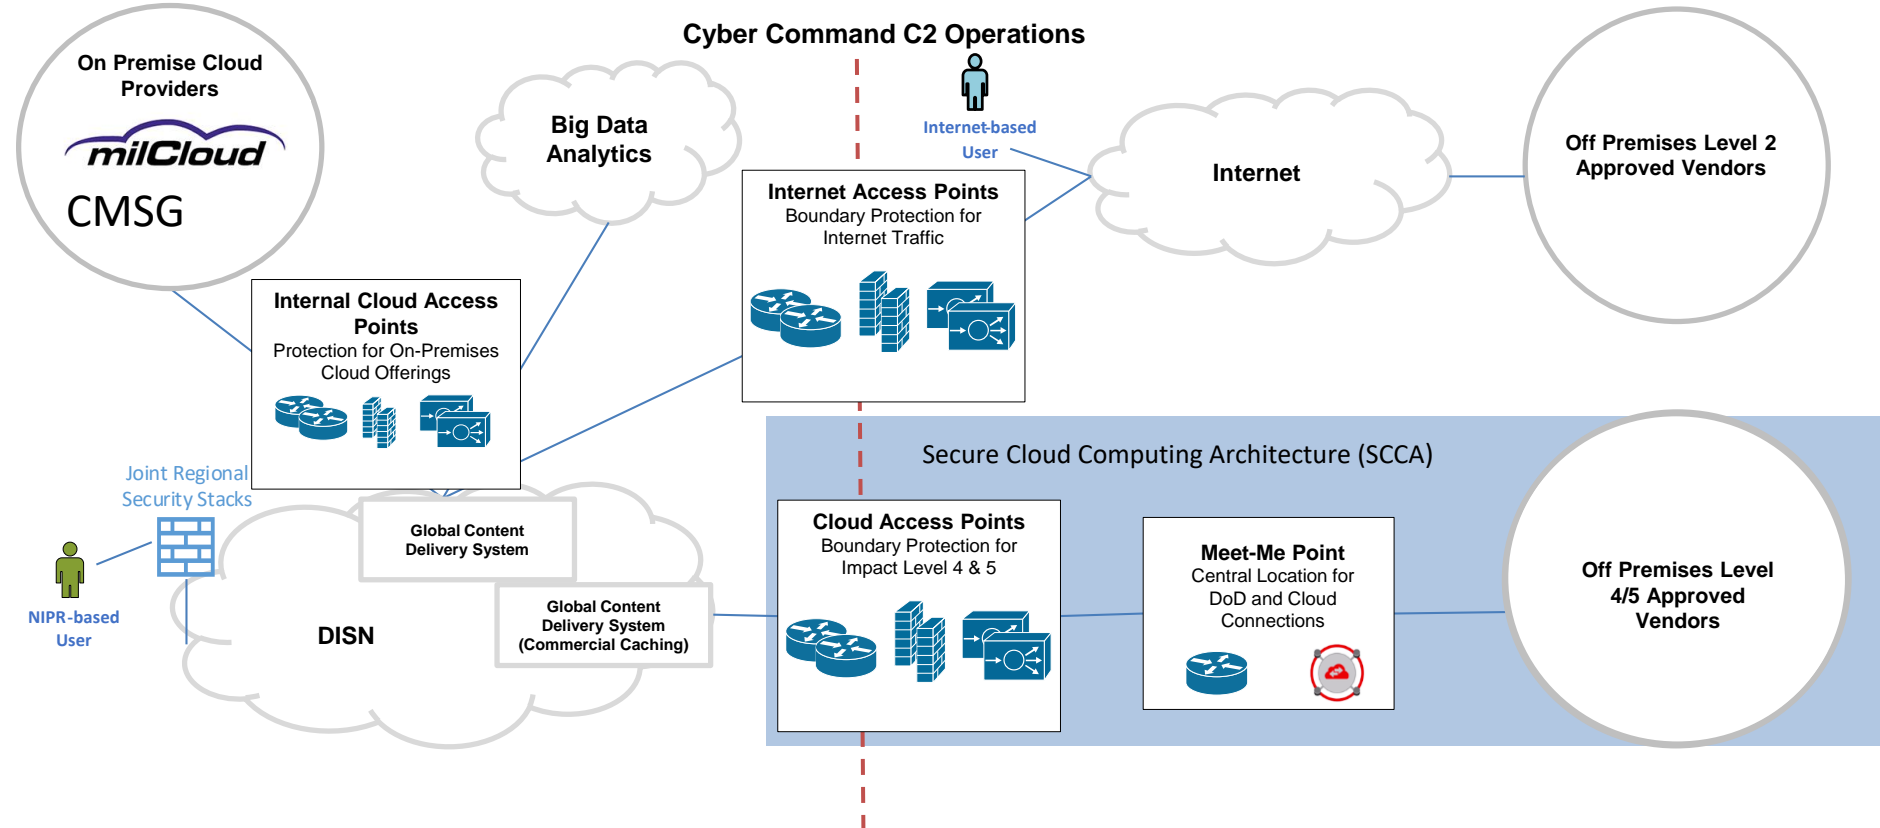 Cyber Command C2 Operations
On Premise Cloud
Providers
milCloud
CMSG
Big Data
Analytics
Internet-based
User
Internet
Off Premises Level 2
Approved Vendors
Internet Access Points
Boundary Protection for
Internet Traffic
Internal Cloud Access
Points
Protection for On-Premises
Cloud Offerings
Joint Regional
Security Stacks
NIPR-based
User
DISN
Global Content
Delivery System
Global Content
Delivery System
(Commercial Caching)
Secure Cloud Computing Architecture (SCCA)
Cloud Access Points
Boundary Protection for
Impact Level 4 & 5
Meet-Me Point
Central Location for
DoD and Cloud
Connections
Off Premises Level
4/5 Approved
Vendors